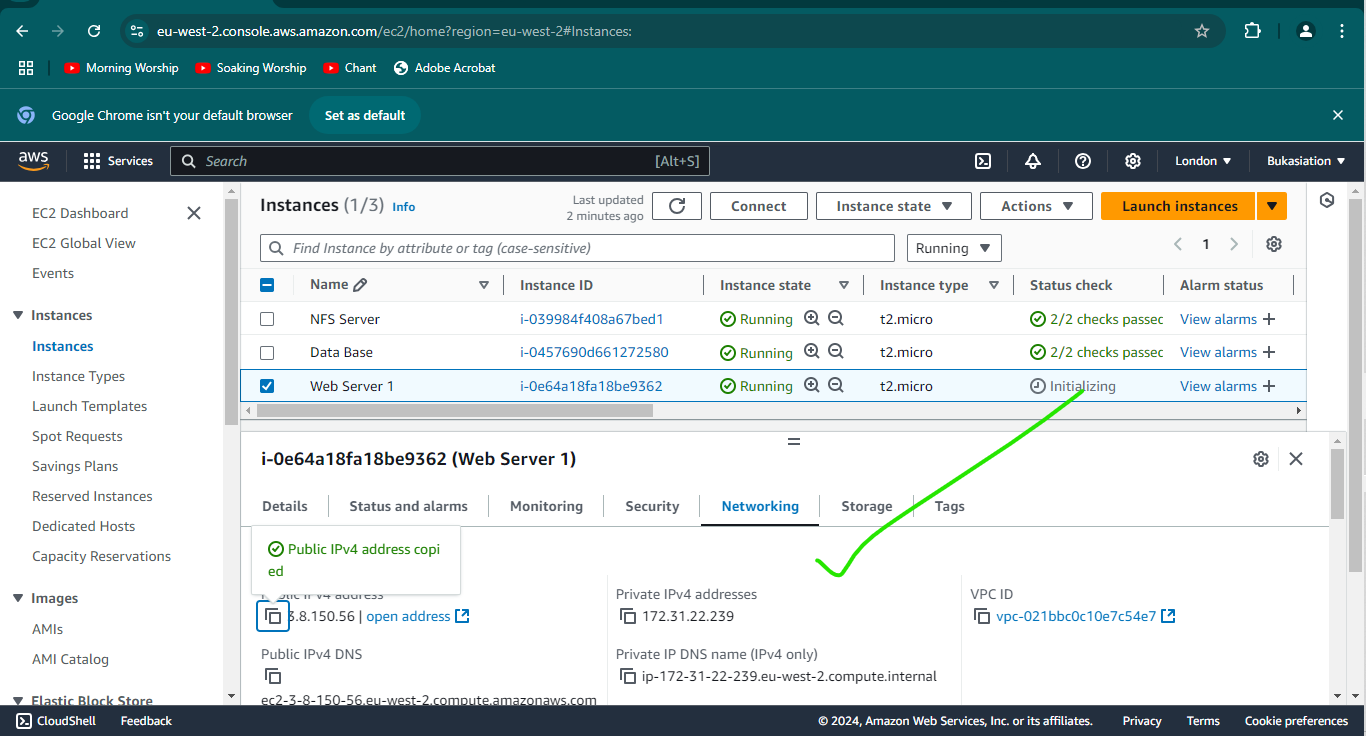 eu-west-2.console.aws.amazon.com/ec2/home?region=eu-west-2#Instances:
Morning Worship Soaking Worship Chant Adobe Acrobat
Google Chrome isn't your default browser Set as default
aws Services Search [Alt+S] London Bukasiation
EC2 Dashboard
EC2 Global View
Events
Instances
Instances
Instance Types
Launch Templates
Spot Requests
Savings Plans
Reserved Instances
Dedicated Hosts
Capacity Reservations
Images
AMIs
AMI Catalog
Elastic Block Store
Instances (1/3) Info Last updated
2 minutes ago Connect Instance state Actions Launch instances
Find Instance by attribute or tag (case-sensitive) Running 1
Name Instance ID Instance state Instance type Status check Alarm status
NFS Server i-039984f408a67bed1 Running t2.micro 2/2 checks passec View alarms
Data Base i-0457690d661272580 Running t2.micro 2/2 checks passec View alarms
Web Server 1 i-0e64a18fa18be9362 Running t2.micro Initializing View alarms
i-0e64a18fa18be9362 (Web Server 1)
Details Status and alarms Monitoring Security Networking Storage Tags
Public IPv4 address copi
ed
Public IPv4 address Private IPv4 addresses VPC ID
3.8.150.56 | open address 172.31.22.239 vpc-021bbc0c10e7c54e7
Public IPv4 DNS Private IP DNS name (IPv4 only)
ip-172-31-22-239.eu-west-2.compute.internal
ec2-3-8-150-56.eu-west-2.compute.amazonaws.com
CloudShell Feedback © 2024, Amazon Web Services, Inc. or its affiliates. Privacy Terms Cookie preferences